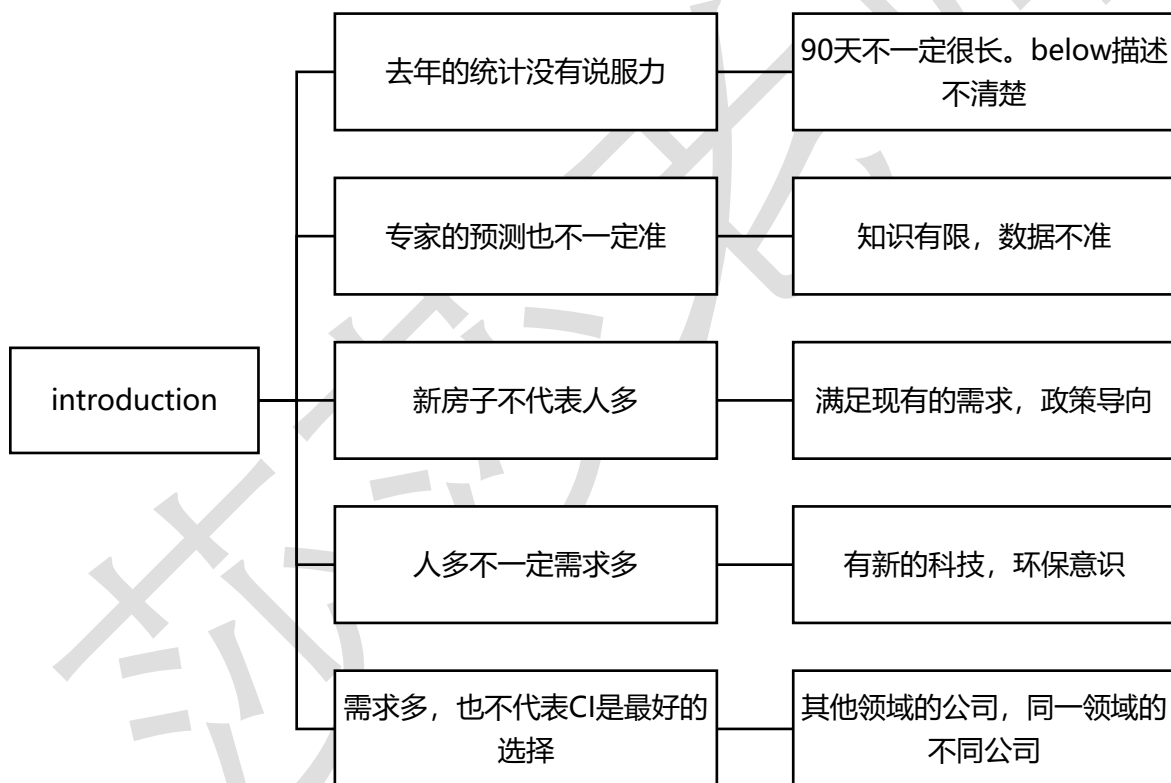 去年的统计没有说服力
90天不一定很长。below描述
不清楚
专家的预测也不一定准
知识有限，数据不准
introduction
新房子不代表人多
满足现有的需求，政策导向
人多不一定需求多
有新的科技，环保意识
需求多，也不代表CI是最好的
选择
其他领域的公司，同一领域的
不同公司